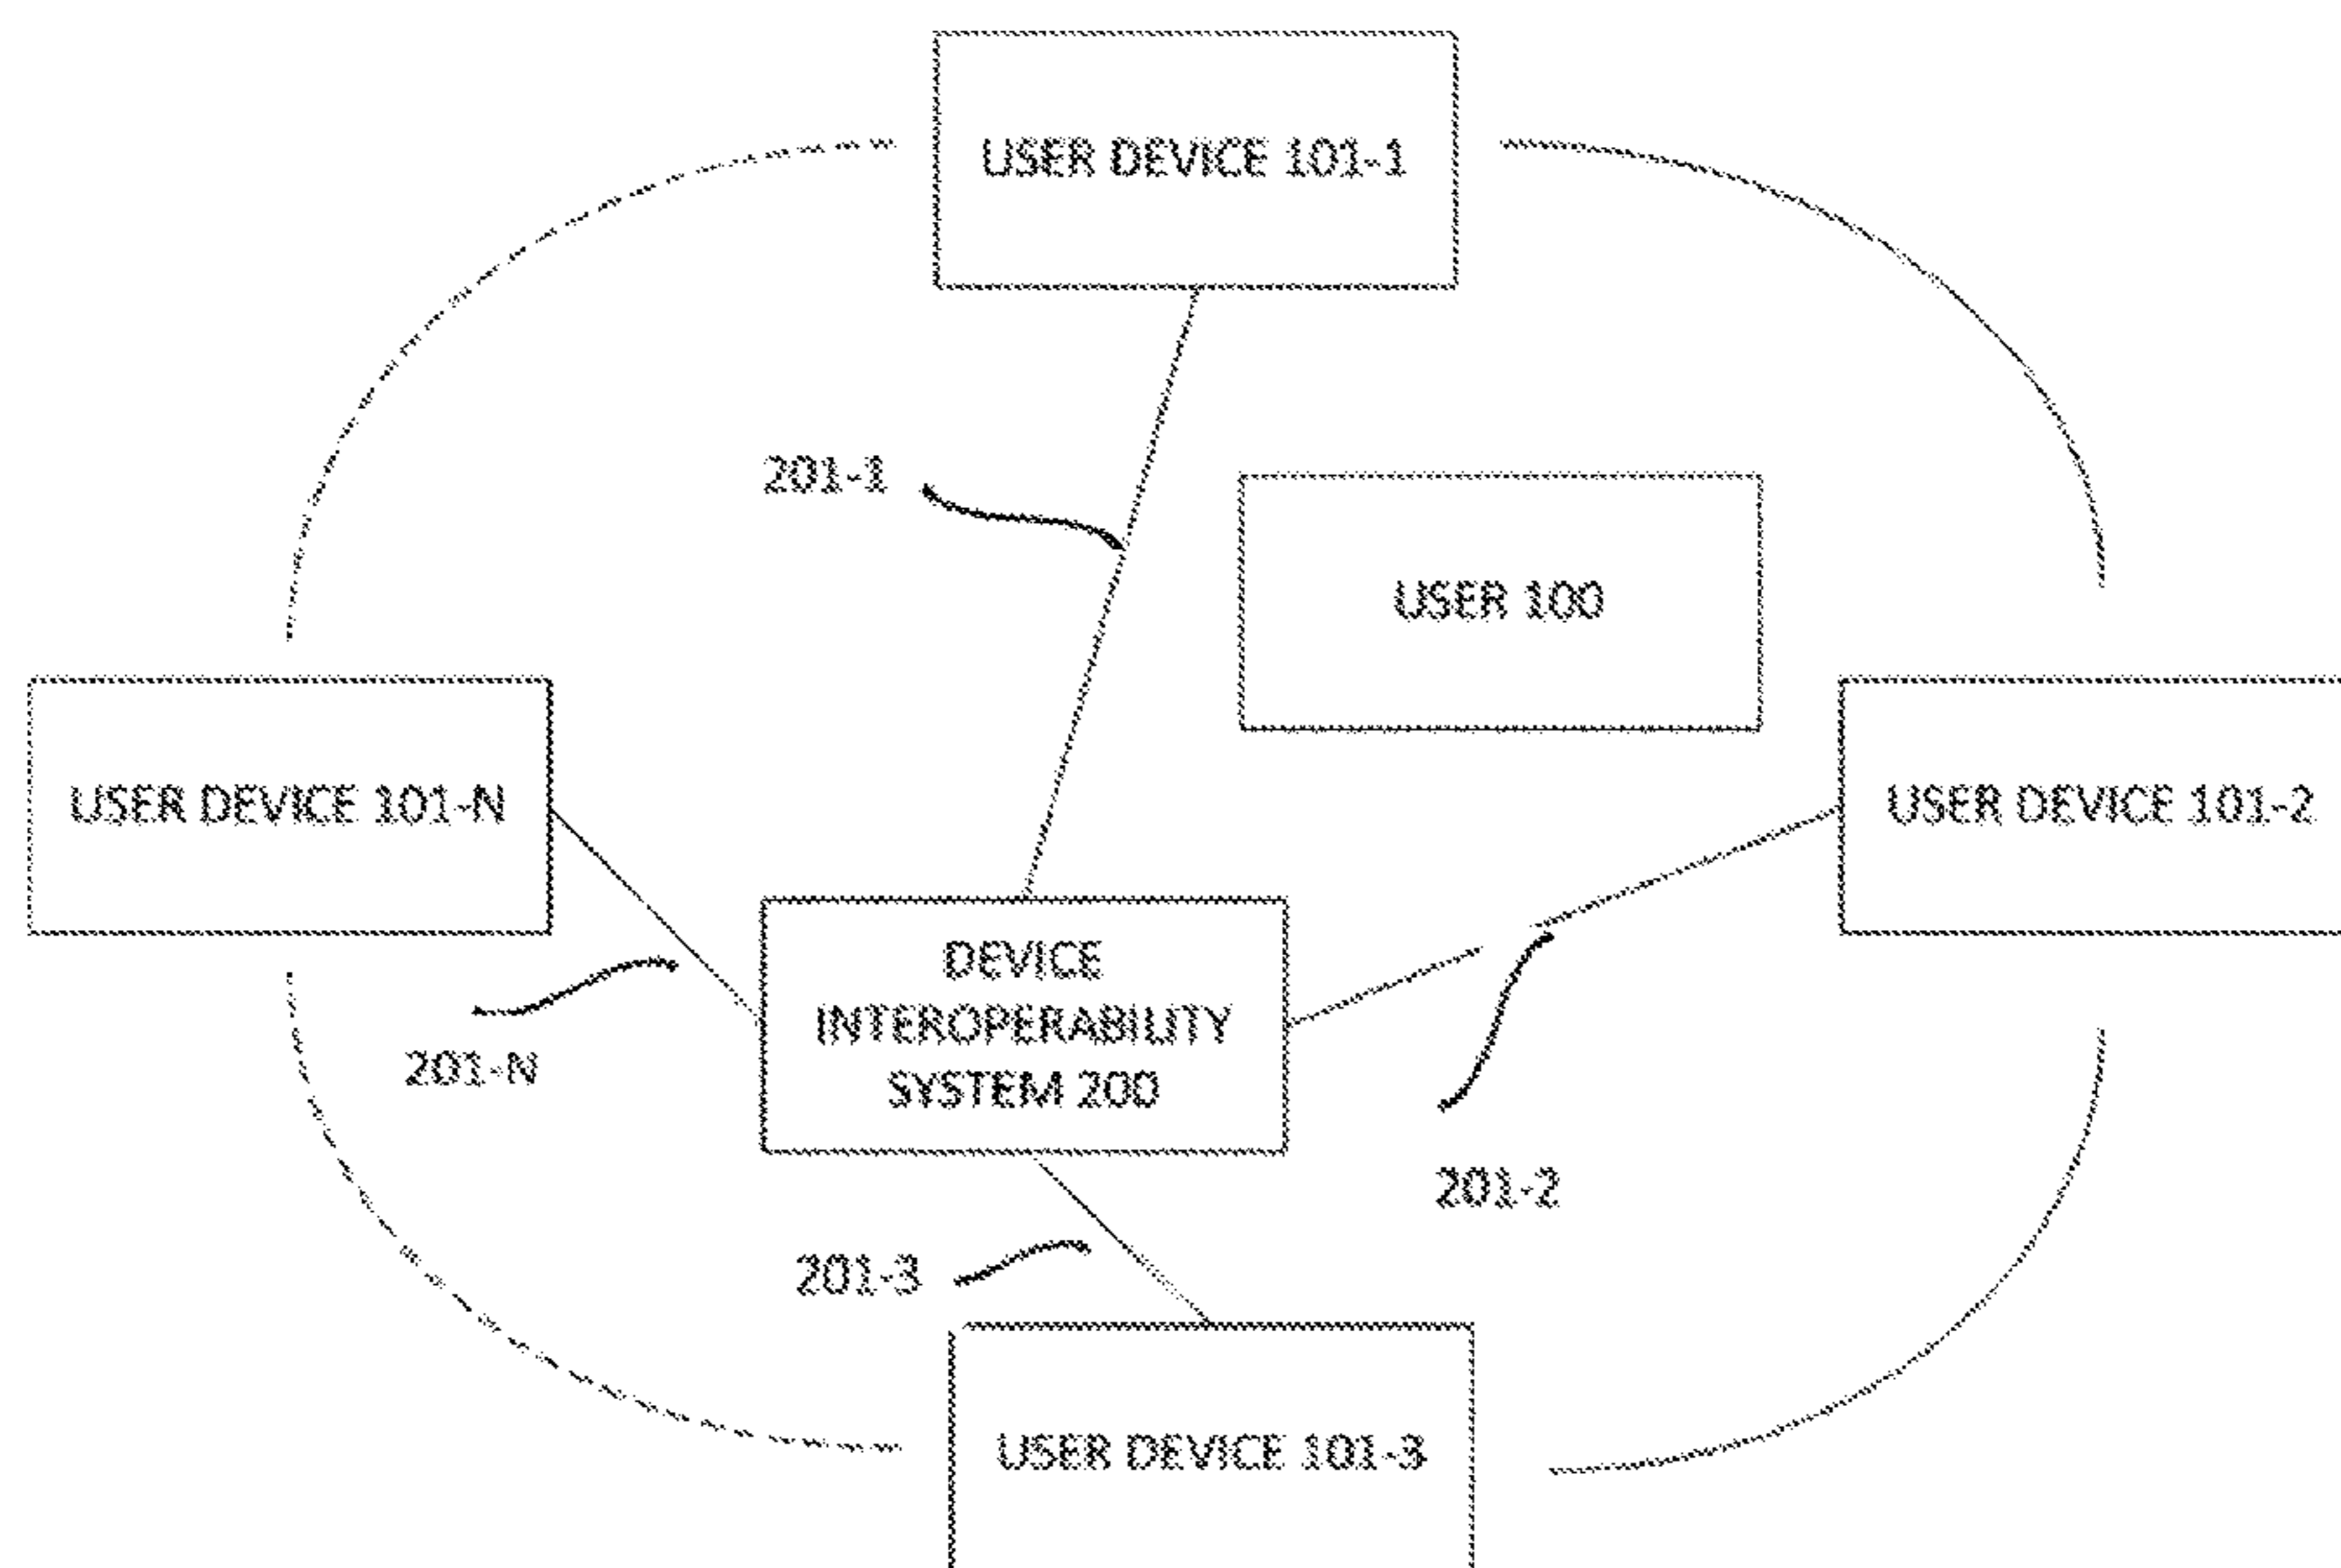 USER DEVICE 101-1
201-1
USER 100
USER DEVICE 101-N
USER DEVICE 101-2
DEVICE
INTEROPERABILITY
SYSTEM 200
201-N
201-2
201-3
USER DEVICE 101-3